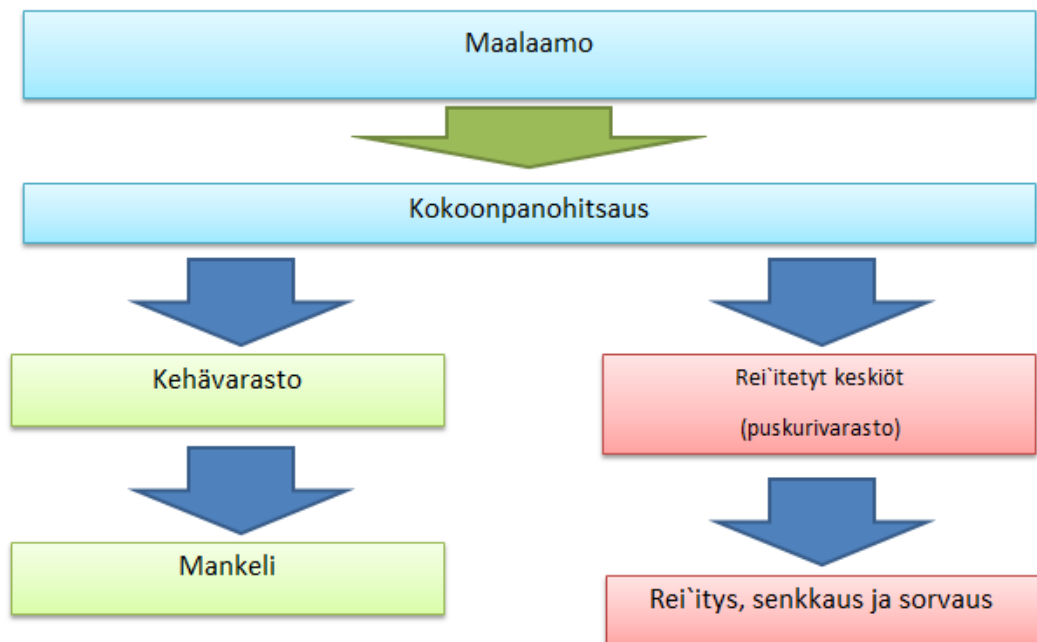 Maalaamo
Kokoonpanohitsaus
Kehävarasto
Rei`itetyt keskiöt
(puskurivarasto)
Mankeli
Rei`itys, senkkaus ja sorvaus